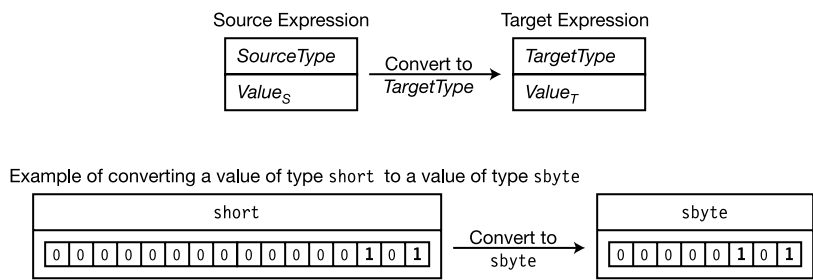 Source Expression
Target Expression
SourceType
Convert to
TargetType
TargetType
Value_S
Value_T
Example of converting a value of type short to a value of type sbyte
short
sbyte
0 0 0 0 0 0 0 0 0 0 0 0 0 1 0 1
Convert to
sbyte
0 0 0 0 0 1 0 1